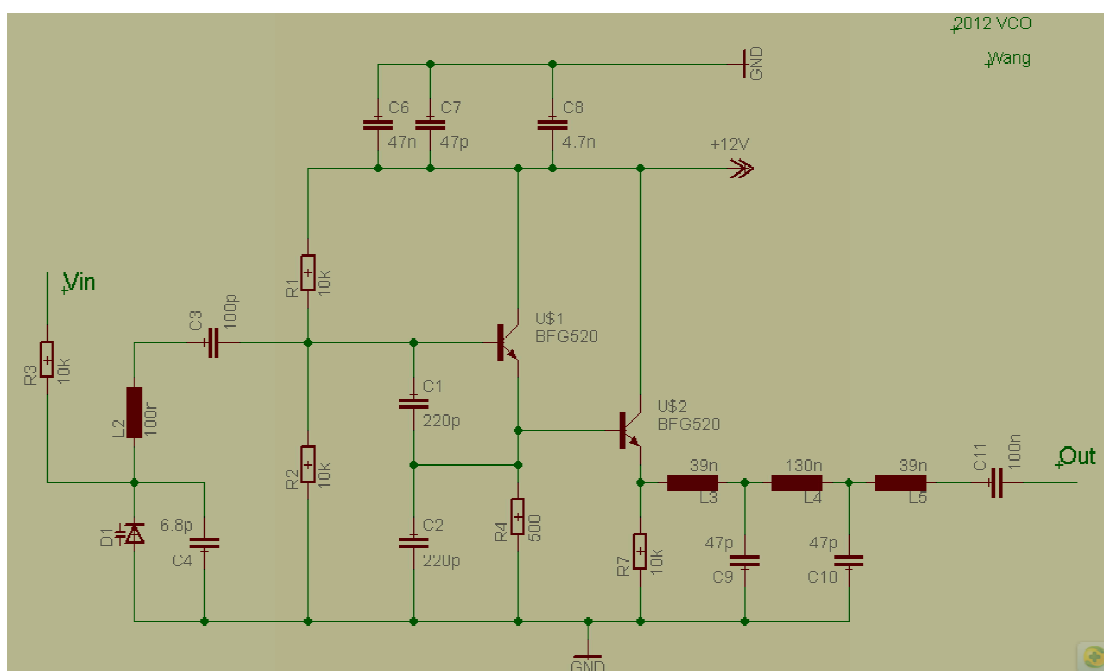 2012 VCO
Wang
GND
C6
47n
C7
47p
C8
4.7n
+12V
Vin
R3
10k
C3
100p
R1
10k
L2
U$1
BFG520
C1
220p
U$2
BFG520
R2
10k
R4
500
C2
220p
D1
6.8p
C4
39n
L3
130n
L4
39n
L5
C11
100n
Out
R7
10k
47p
C9
47p
C10
GND